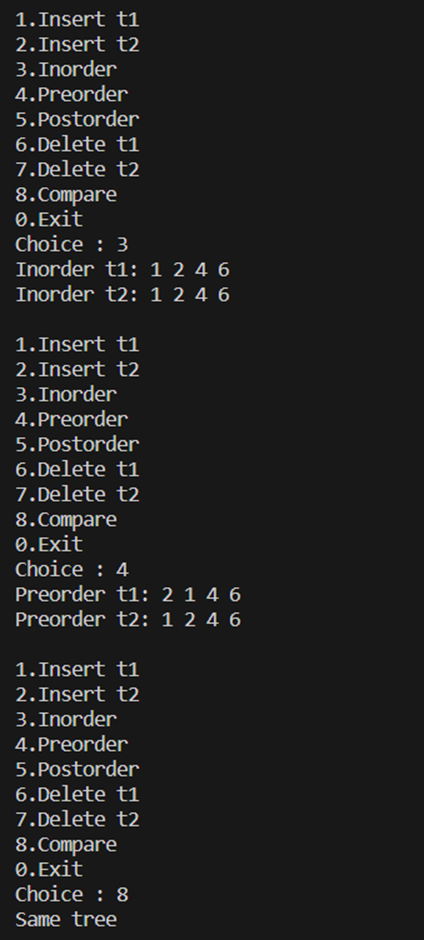 1.Insert t1
2.Insert t2
3.Inorder
4.Preorder
5.Postorder
6.Delete t1
7.Delete t2
8.Compare
0.Exit
Choice : 3
Inorder t1: 1 2 4 6
Inorder t2: 1 2 4 6

1.Insert t1
2.Insert t2
3.Inorder
4.Preorder
5.Postorder
6.Delete t1
7.Delete t2
8.Compare
0.Exit
Choice : 4
Preorder t1: 2 1 4 6
Preorder t2: 1 2 4 6

1.Insert t1
2.Insert t2
3.Inorder
4.Preorder
5.Postorder
6.Delete t1
7.Delete t2
8.Compare
0.Exit
Choice : 8
Same tree